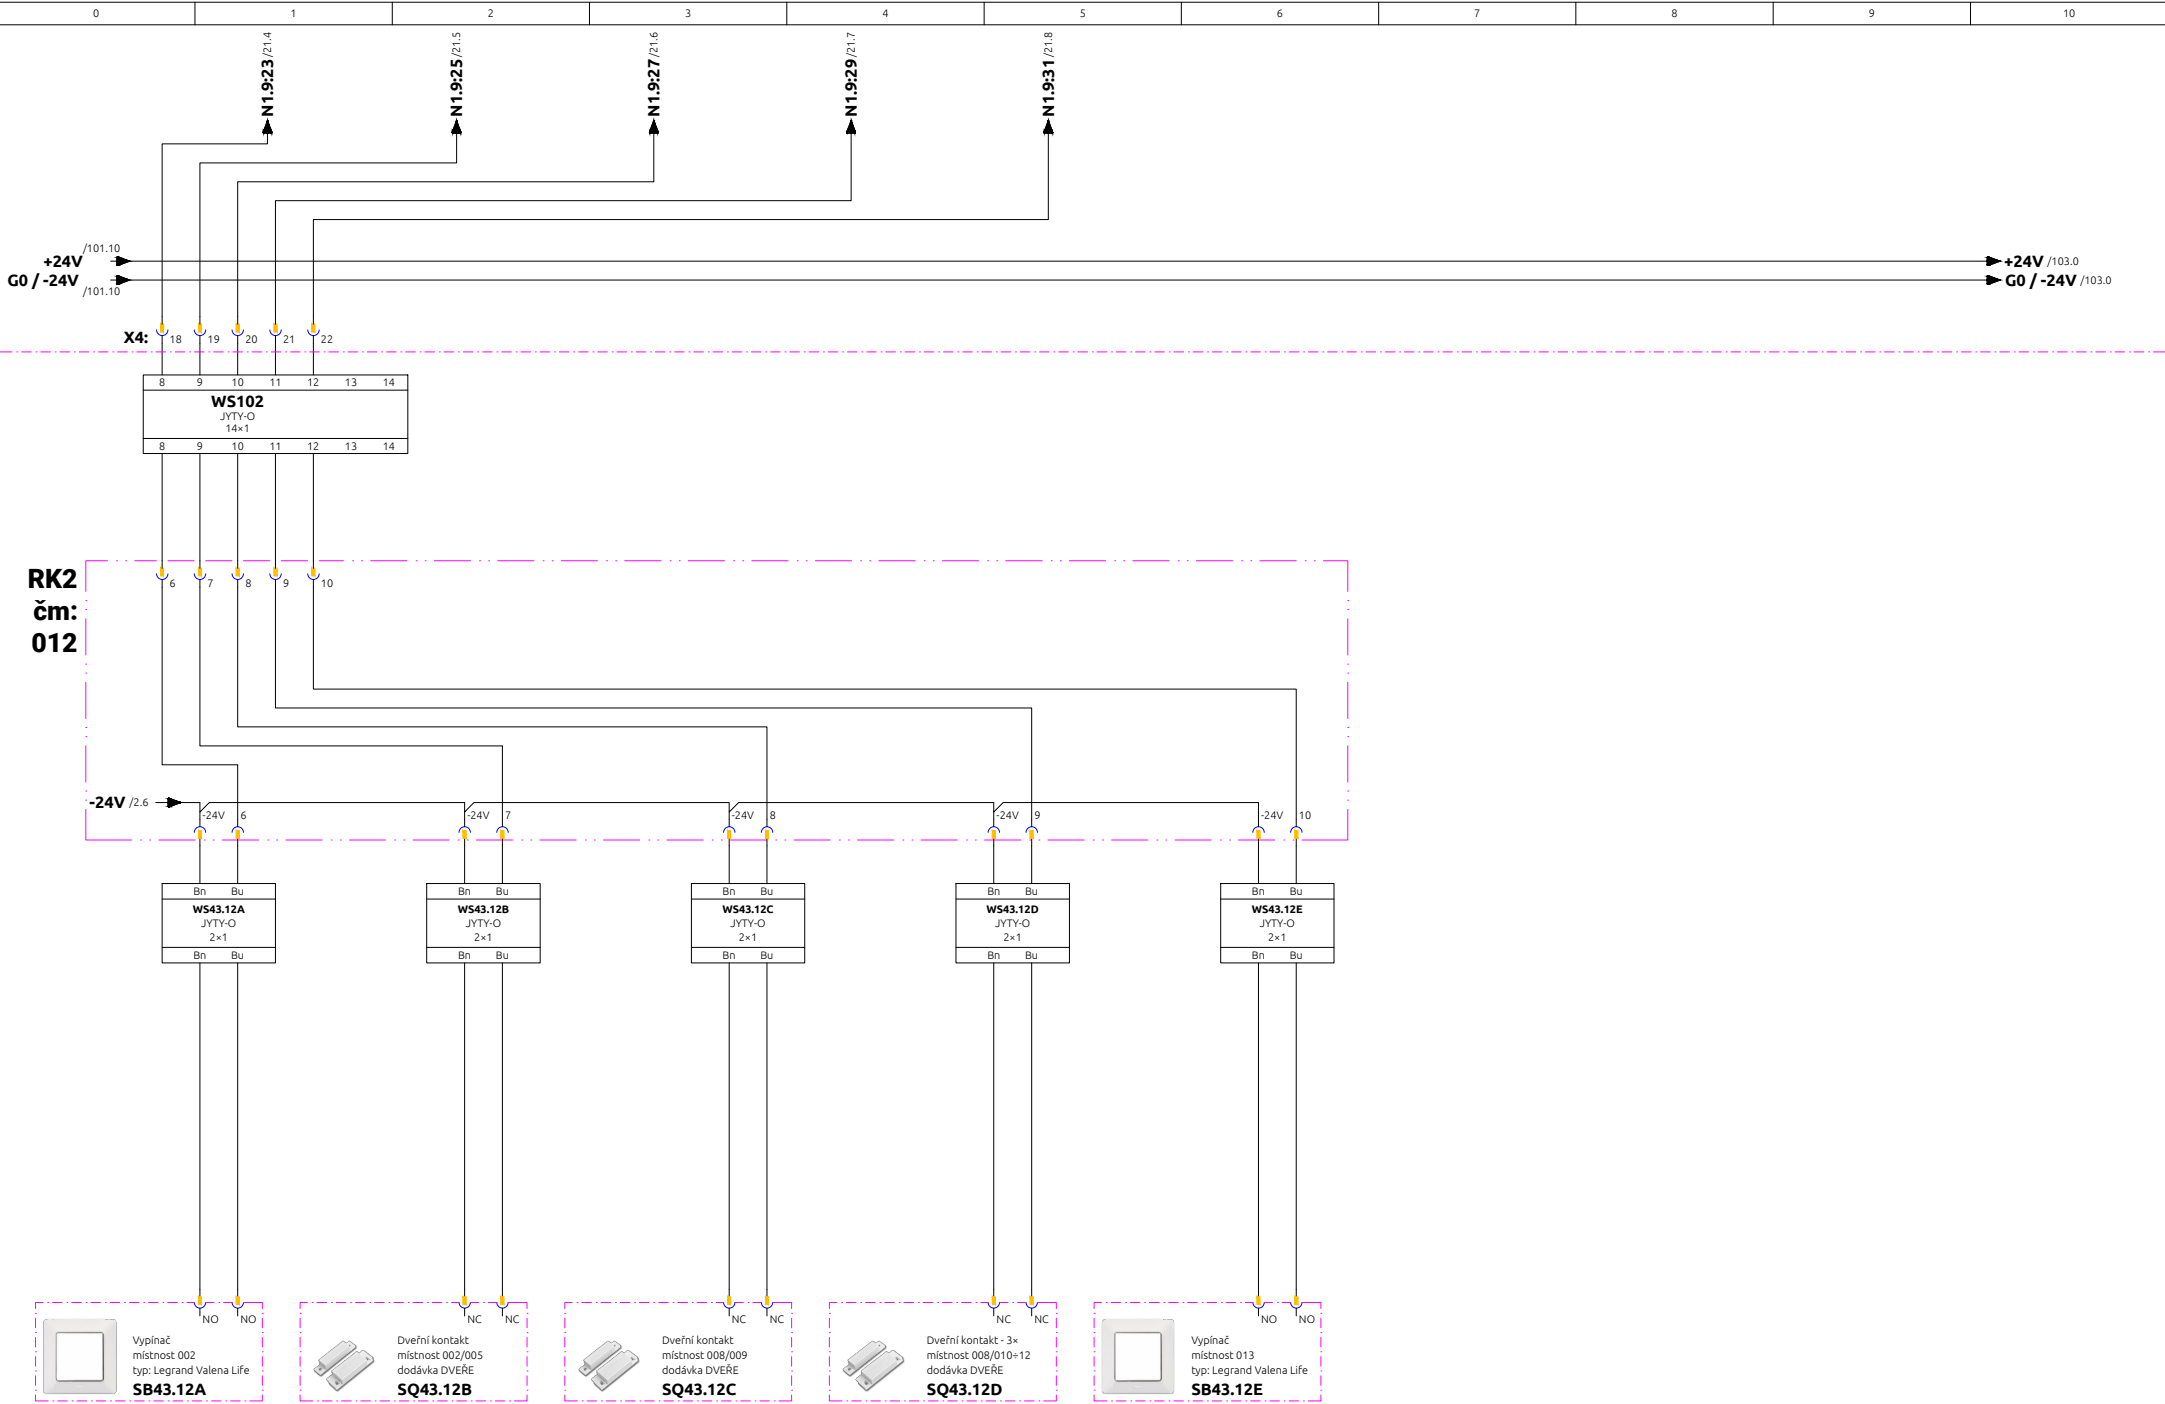 0 1 2 3 4 5 6 7 8 9 10
N1.9:23 /21.4
N1.9:25 /21.5
N1.9:27 /21.6
N1.9:29 /21.7
N1.9:31 /21.8
/101.10
+24V
G0 / -24V
/101.10
+24V /103.0
G0 / -24V /103.0
X4: 18 19 20 21 22
8 9 10 11 12 13 14
WS102
JYTY-O
14×1
8 9 10 11 12 13 14
RK2
čm:
012
6 7 8 9 10
-24V /2.6
-24V 6 -24V 7 -24V 8 -24V 9 -24V 10
Bn Bu
WS43.12A
JYTY-O
2×1
Bn Bu
Bn Bu
WS43.12B
JYTY-O
2×1
Bn Bu
Bn Bu
WS43.12C
JYTY-O
2×1
Bn Bu
Bn Bu
WS43.12D
JYTY-O
2×1
Bn Bu
Bn Bu
WS43.12E
JYTY-O
2×1
Bn Bu
NO NO
Vypínač
místnost 002
typ: Legrand Valena Life
SB43.12A
NC NC
Dveřní kontakt
místnost 002/005
dodávka DVEŘE
SQ43.12B
NC NC
Dveřní kontakt
místnost 008/009
dodávka DVEŘE
SQ43.12C
NC NC
Dveřní kontakt - 3×
místnost 008/010÷12
dodávka DVEŘE
SQ43.12D
NO NO
Vypínač
místnost 013
typ: Legrand Valena Life
SB43.12E